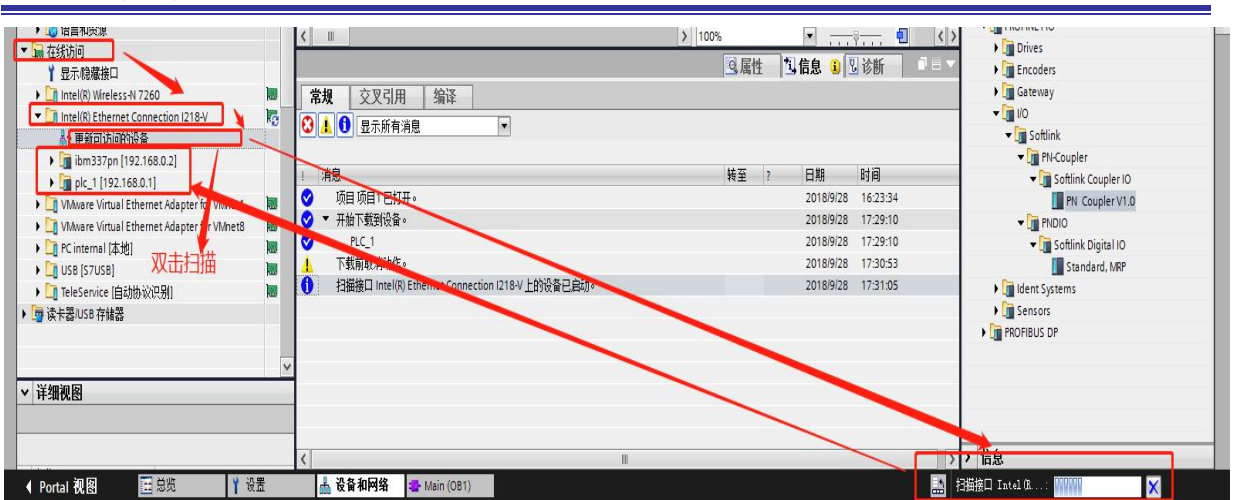 语言和资源
在线访问
显示/隐藏接口
Intel(R) Wireless-N 7260
Intel(R) Ethernet Connection I218-V
更新可访问的设备
ibm337pn [192.168.0.2]
plc_1 [192.168.0.1]
VMware Virtual Ethernet Adapter for
VMware Virtual Ethernet Adapter for VMnet8
PC internal [本地]
USB [S7USB]
TeleService [自动协议识别]
读卡器/USB 存储器
双击扫描
详细视图
100%
属性 信息 诊断
常规 交叉引用 编译
显示所有消息
! 消息 转至 ? 日期 时间
项目 项目1 已打开。 2018/9/28 16:23:34
开始下载到设备。 2018/9/28 17:29:10
PLC_1 2018/9/28 17:29:10
下载前取消动作。 2018/9/28 17:30:53
扫描接口 Intel(R) Ethernet Connection I218-V 上的设备已启动。 2018/9/28 17:31:05
PROFINET IO
Drives
Encoders
Gateway
I/O
Softlink
PN-Coupler
Softlink Coupler IO
PN Coupler V1.0
PNDIO
Softlink Digital IO
Standard, MRP
Ident Systems
Sensors
PROFIBUS DP
信息
Portal 视图 总览 设置 设备和网络 Main (OB1) 扫描接口 Intel(R...: